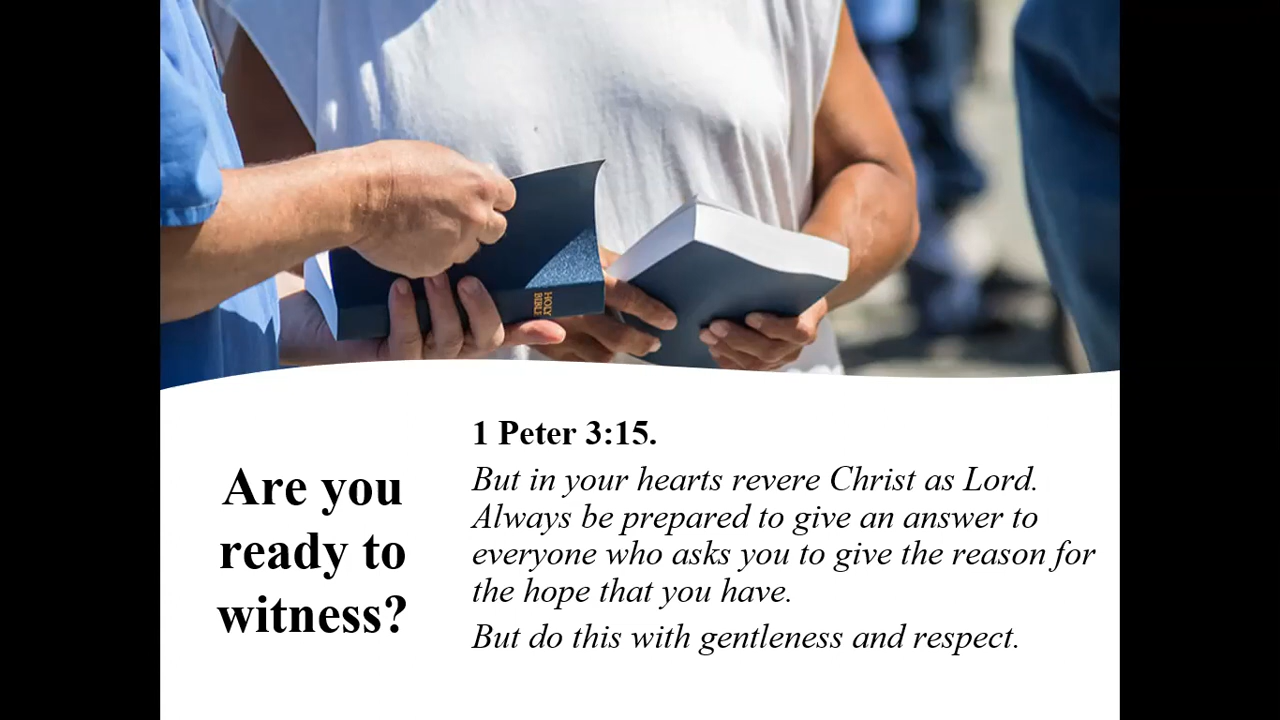 HOLY
BIBLE
Are you
ready to
witness?
1 Peter 3:15.
But in your hearts revere Christ as Lord.
Always be prepared to give an answer to
everyone who asks you to give the reason for
the hope that you have.
But do this with gentleness and respect.